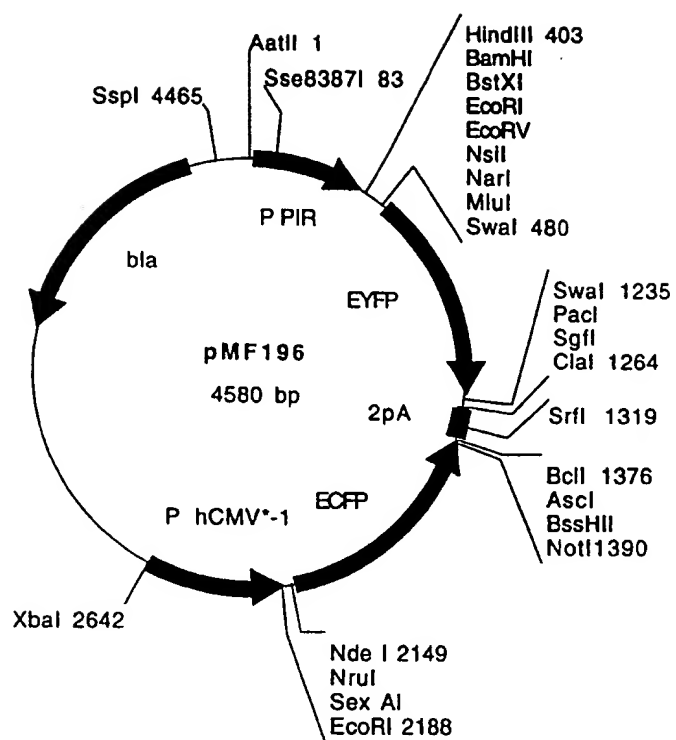 AatII 1
Sse8387I 83
SspI 4465
HindIII 403
BamHI
BstXI
EcoRI
EcoRV
NsiI
NarI
MluI
SwaI 480
P PIR
bla
EYFP
SwaI 1235
PacI
SgfI
ClaI 1264
pMF196
4580 bp
2pA
SrfI 1319
BclI 1376
AscI
BssHII
NotI1390
ECFP
P hCMV*-1
XbaI 2642
Nde I 2149
NruI
Sex AI
EcoRI 2188